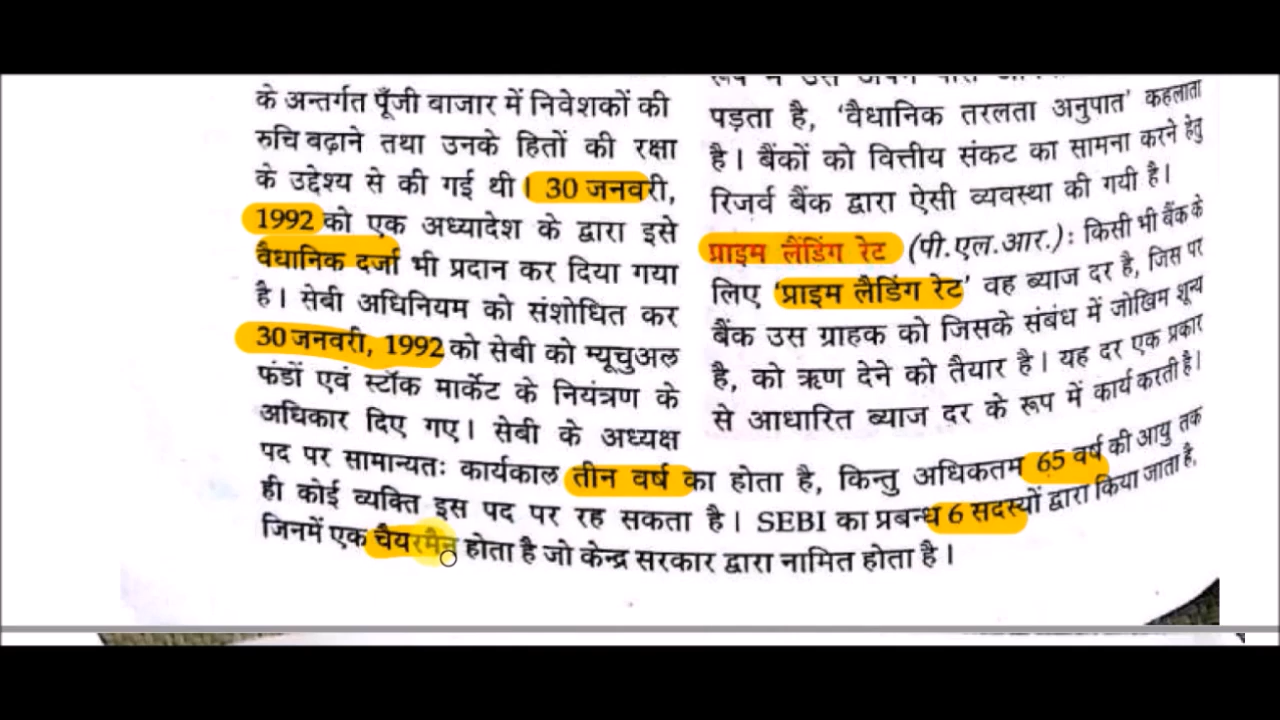 के अन्तर्गत पूँजी बाजार में निवेशकों की
रुचि बढ़ाने तथा उनके हितों की रक्षा
के उद्देश्य से की गई थी। 30 जनवरी,
1992 को एक अध्यादेश के द्वारा इसे
वैधानिक दर्जा भी प्रदान कर दिया गया
है। सेबी अधिनियम को संशोधित कर
30 जनवरी, 1992 को सेबी को म्यूचुअल
फंडों एवं स्टॉक मार्केट के नियंत्रण के
अधिकार दिए गए। सेबी के अध्यक्ष
पड़ता है, 'वैधानिक तरलता अनुपात' कहलाता
है। बैंकों को वित्तीय संकट का सामना करने हेतु
रिजर्व बैंक द्वारा ऐसी व्यवस्था की गयी है।
प्राइम लैंडिंग रेट (पी.एल.आर.): किसी भी बैंक के
लिए 'प्राइम लैडिंग रेट' वह ब्याज दर है, जिस पर
बैंक उस ग्राहक को जिसके संबंध में जोखिम शून्य
है, को ऋण देने को तैयार है। यह दर एक प्रकार
से आधारित ब्याज दर के रूप में कार्य करती है।
पद पर सामान्यतः कार्यकाल तीन वर्ष का होता है, किन्तु अधिकतम 65 वर्ष की आयु तक
ही कोई व्यक्ति इस पद पर रह सकता है। SEBI का प्रबन्ध 6 सदस्यों द्वारा किया जाता है,
जिनमें एक चैयरमैन होता है जो केन्द्र सरकार द्वारा नामित होता है।